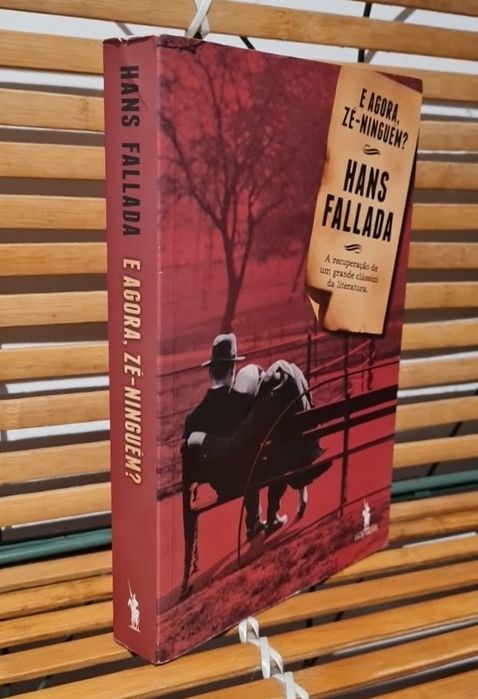 HANS FALLADA E AGORA, ZÉ-NINGUÉM?
E AGORA,
ZÉ-NINGUÉM?
HANS
FALLADA
A recuperação de
um grande clássico
da literatura.